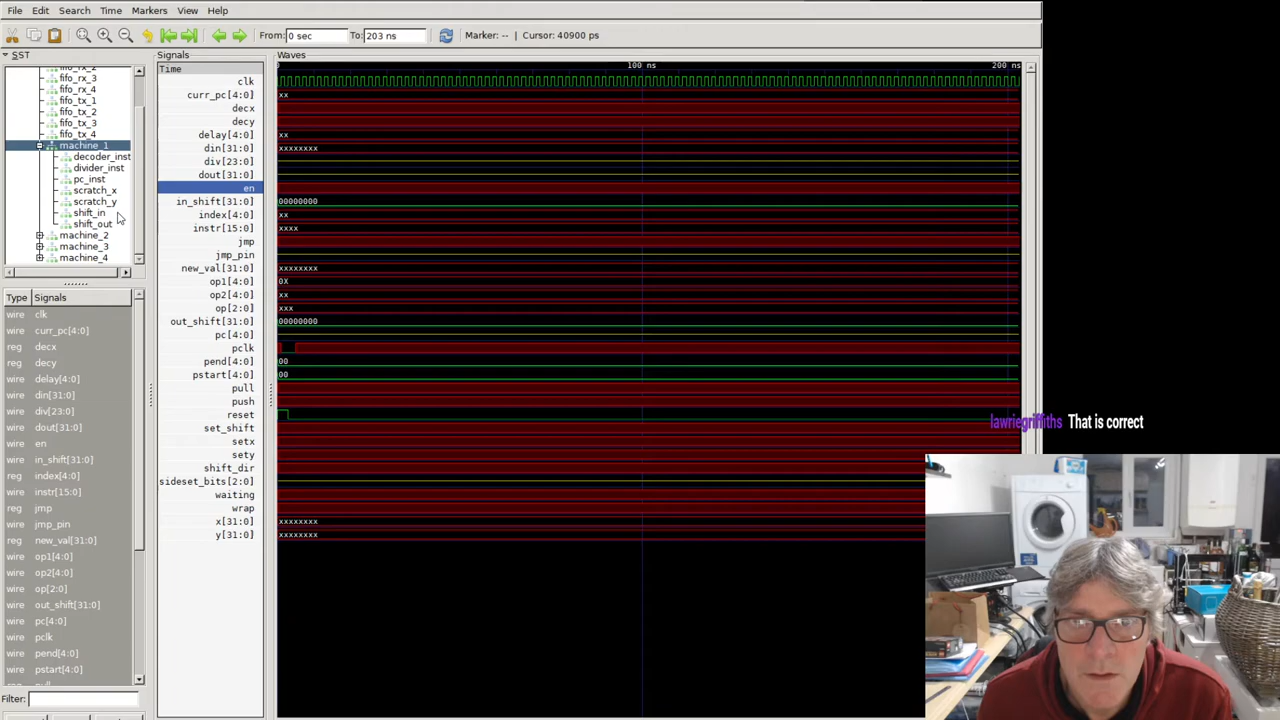 File Edit Search Time Markers View Help
From: 0 sec To: 203 ns Marker: -- | Cursor: 40900 ps
SST
fifo_rx_2
fifo_rx_3
fifo_rx_4
fifo_tx_1
fifo_tx_2
fifo_tx_3
fifo_tx_4
machine_1
decoder_inst
divider_inst
pc_inst
scratch_x
scratch_y
shift_in
shift_out
machine_2
machine_3
machine_4
Type Signals
wire clk
wire curr_pc[4:0]
reg decx
reg decy
wire delay[4:0]
wire din[31:0]
wire div[23:0]
wire dout[31:0]
wire en
wire in_shift[31:0]
reg index[4:0]
reg instr[15:0]
reg jmp
wire jmp_pin
reg new_val[31:0]
wire op1[4:0]
wire op2[4:0]
wire op[2:0]
wire out_shift[31:0]
wire pc[4:0]
wire pclk
wire pend[4:0]
wire pstart[4:0]
Filter:
Signals
Time
clk
curr_pc[4:0]
decx
decy
delay[4:0]
din[31:0]
div[23:0]
dout[31:0]
en
in_shift[31:0]
index[4:0]
instr[15:0]
jmp
jmp_pin
new_val[31:0]
op1[4:0]
op2[4:0]
op[2:0]
out_shift[31:0]
pc[4:0]
pclk
pend[4:0]
pstart[4:0]
pull
push
reset
set_shift
setx
sety
shift_dir
sideset_bits[2:0]
waiting
wrap
x[31:0]
y[31:0]
Waves
100 ns 200 ns
xx
xx
xxxxxxxx
00000000
xx
xxxx
xxxxxxxx
0X
xx
xxx
00000000
00
00
xxxxxxxx
xxxxxxxx
lawriegriffiths That is correct